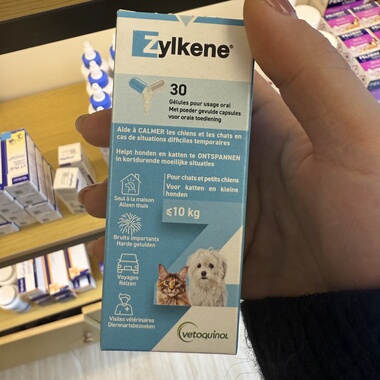 Zylkene®
30
Gélules pour usage oral
Met poeder gevulde capsules
voor orale toediening
Aide à CALMER les chiens et les chats en
cas de situations difficiles temporaires
Helpt honden en katten te ONTSPANNEN
in kortdurende moeilijke situaties
Pour chats et petits chiens
Voor katten en kleine
honden
≤10 kg
Seul à la maison
Alleen thuis
Bruits importants
Harde geluiden
Voyages
Reizen
Visites vétérinaires
Dierenartsbezoeken
vetoquinol